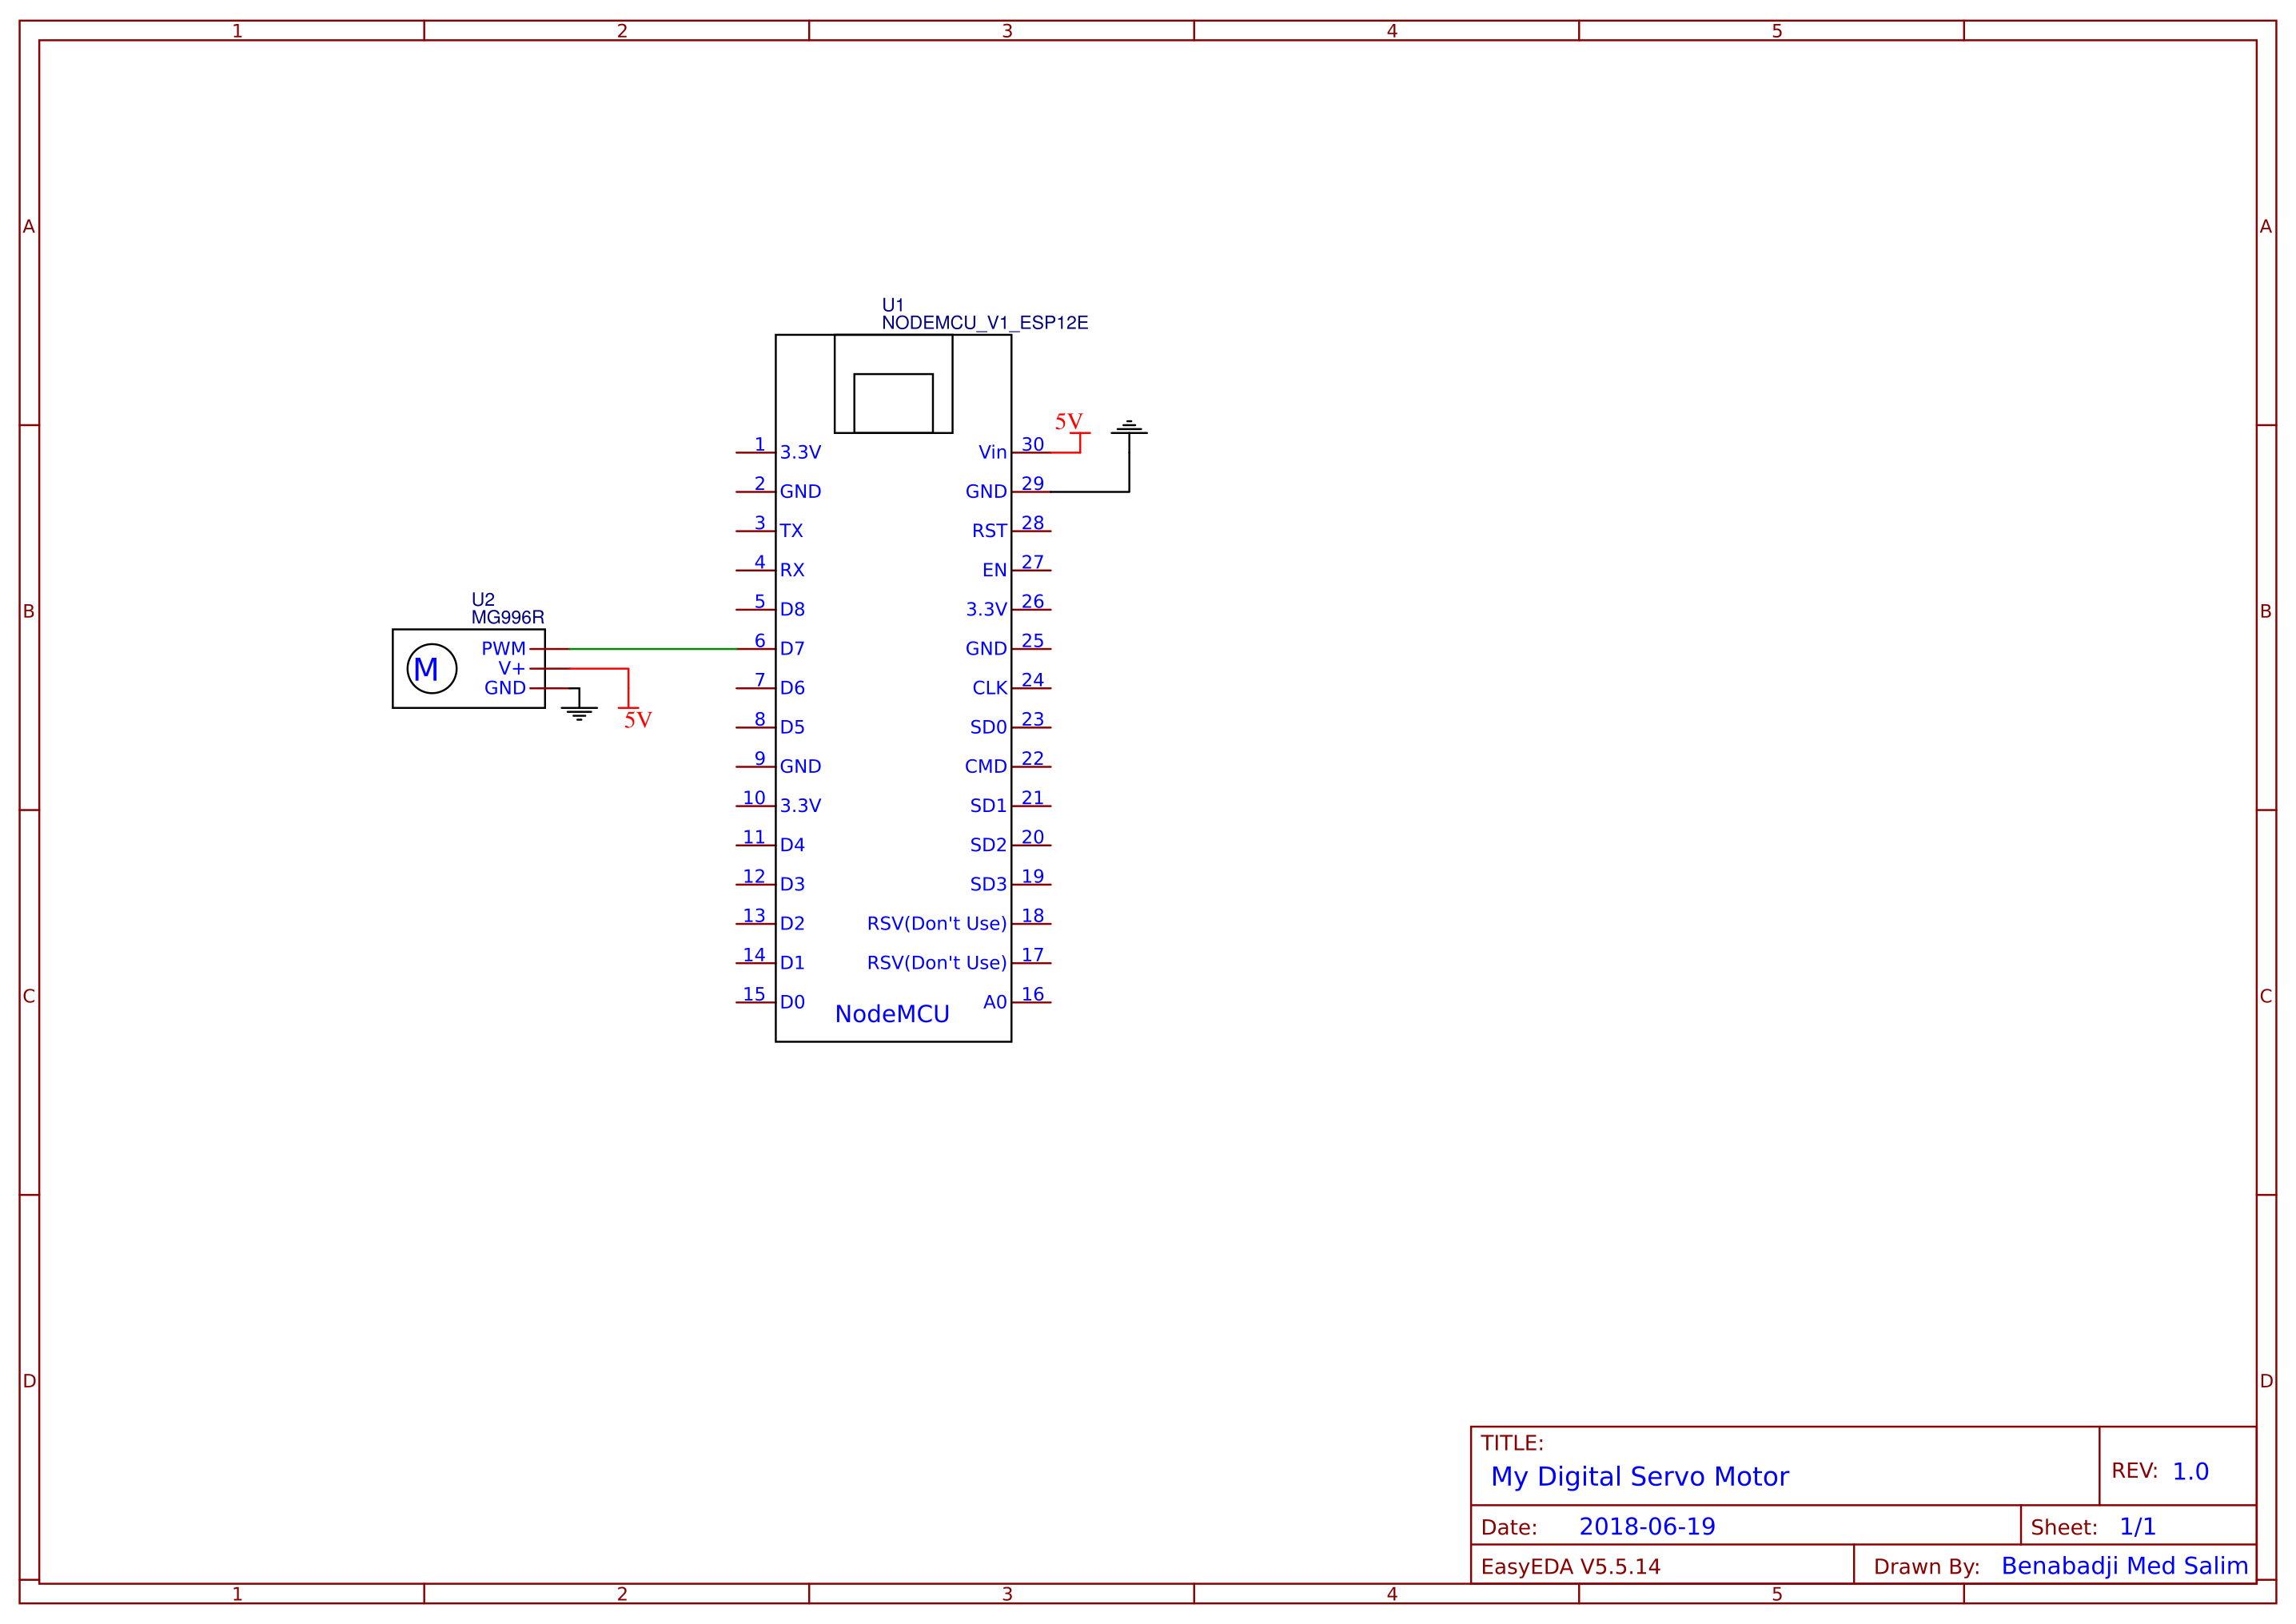 1 2 3 4 5
A A
U1
NODEMCU_V1_ESP12E
5V
1 3.3V Vin 30
2 GND GND 29
3 TX RST 28
4 RX EN 27
5 D8 3.3V 26
B B
U2
MG996R
PWM 6 D7 GND 25
M V+
GND 7 D6 CLK 24
5V
8 D5 SD0 23
9 GND CMD 22
10 3.3V SD1 21
11 D4 SD2 20
12 D3 SD3 19
13 D2 RSV(Don't Use) 18
14 D1 RSV(Don't Use) 17
C C
15 D0 A0 16
NodeMCU
D D
TITLE:
My Digital Servo Motor
REV: 1.0
Date: 2018-06-19 Sheet: 1/1
EasyEDA V5.5.14 Drawn By: Benabadji Med Salim
1 2 3 4 5